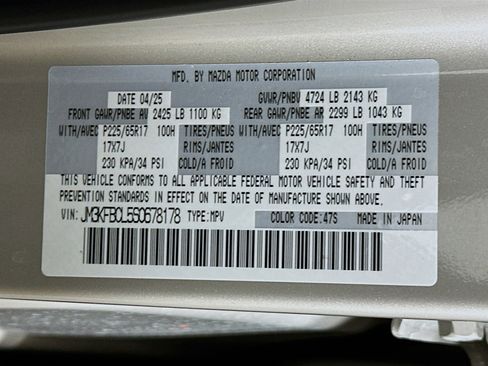 MFD. BY MAZDA MOTOR CORPORATION
DATE 04/25 GVWR/PNBV 4724 LB 2143 KG
FRONT GAWR/PNBE AV 2425 LB 1100 KG REAR GAWR/PNBE AR 2299 LB 1043 KG
WITH/AVEC P225/65R17 100H TIRES/PNEUS WITH/AVEC P225/65R17 100H TIRES/PNEUS
17X7J RIMS/JANTES 17X7J RIMS/JANTES
230 KPA/34 PSI COLD/A FROID 230 KPA/34 PSI COLD/A FROID
THIS VEHICLE CONFORMS TO ALL APPLICABLE FEDERAL MOTOR VEHICLE SAFETY AND THEFT
PREVENTION STANDARDS IN EFFECT ON THE DATE OF MANUFACTURE SHOWN ABOVE.
VIN: JM3KFBCL5S0678178 TYPE:MPV COLOR CODE:47S MADE IN JAPAN